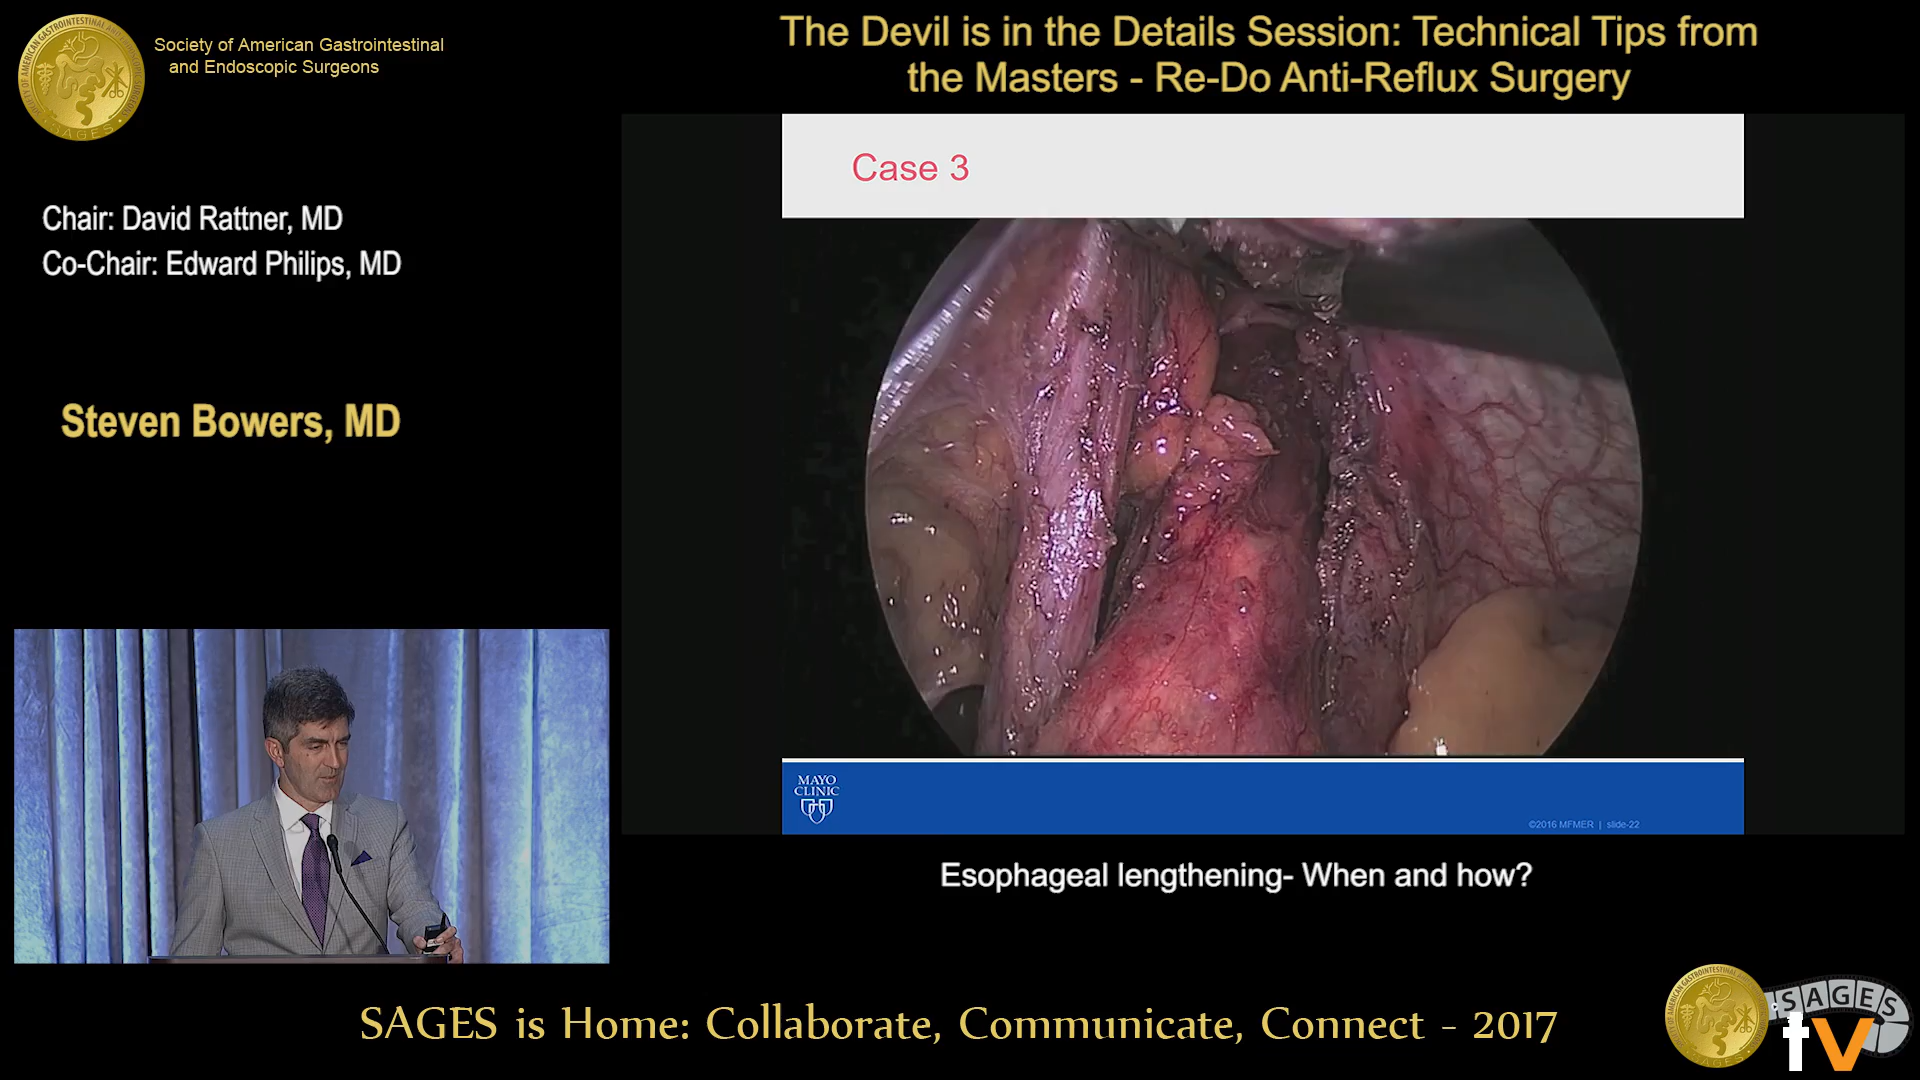 Society of American Gastrointestinal
and Endoscopic Surgeons
The Devil is in the Details Session: Technical Tips from
the Masters - Re-Do Anti-Reflux Surgery
Chair: David Rattner, MD
Co-Chair: Edward Philips, MD
Steven Bowers, MD
Case 3
MAYO
CLINIC
©2016 MFMER | slide-22
Esophageal lengthening- When and how?
SAGES is Home: Collaborate, Communicate, Connect - 2017
SAGES
tv